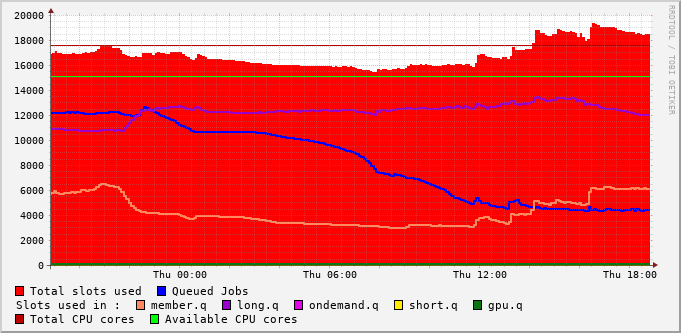 RRDTOOL / TOBI OETIKER
20000
18000
16000
14000
12000
10000
8000
6000
4000
2000
0
Thu 00:00 Thu 06:00 Thu 12:00 Thu 18:00
Total slots used Queued Jobs
Slots used in : member.q long.q ondemand.q short.q gpu.q
Total CPU cores Available CPU cores